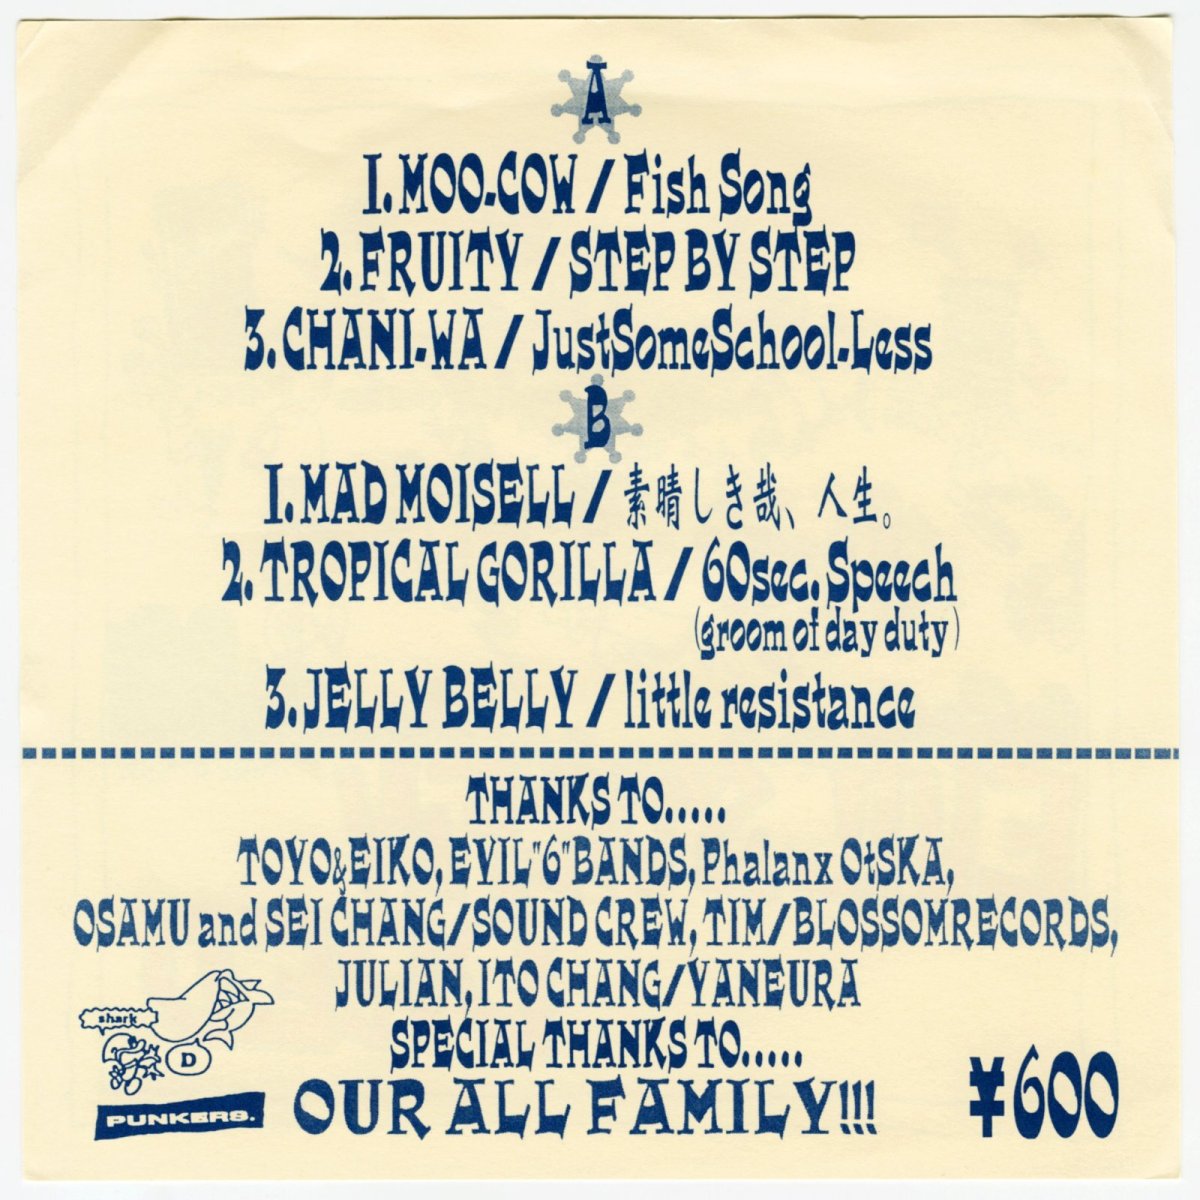 A
1. MOO-COW / Fish Song
2. FRUITY / STEP BY STEP
3. CHANI-WA / JustSomeSchool-Less
B
1. MAD MOISELL / 素晴しき哉、人生。
2. TROPICAL GORILLA / 60sec. Speech
(groom of day duty)
3. JELLY BELLY / little resistance
THANKS TO.....
TOYO&EIKO, EVIL"6"BANDS, Phalanx OtSKA,
OSAMU and SEI CHANG/SOUND CREW, TIM/BLOSSOMRECORDS,
JULIAN, ITO CHANG/YANEURA
SPECIAL THANKS TO.....
OUR ALL FAMILY!!!
shark
D
PUNKERS.
¥600